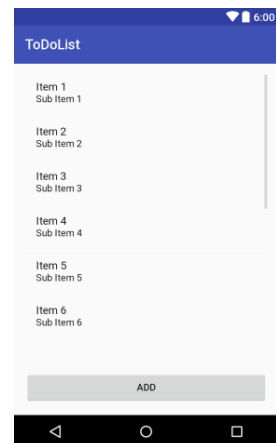 6:00
ToDoList
Item 1
Sub Item 1
Item 2
Sub Item 2
Item 3
Sub Item 3
Item 4
Sub Item 4
Item 5
Sub Item 5
Item 6
Sub Item 6
ADD